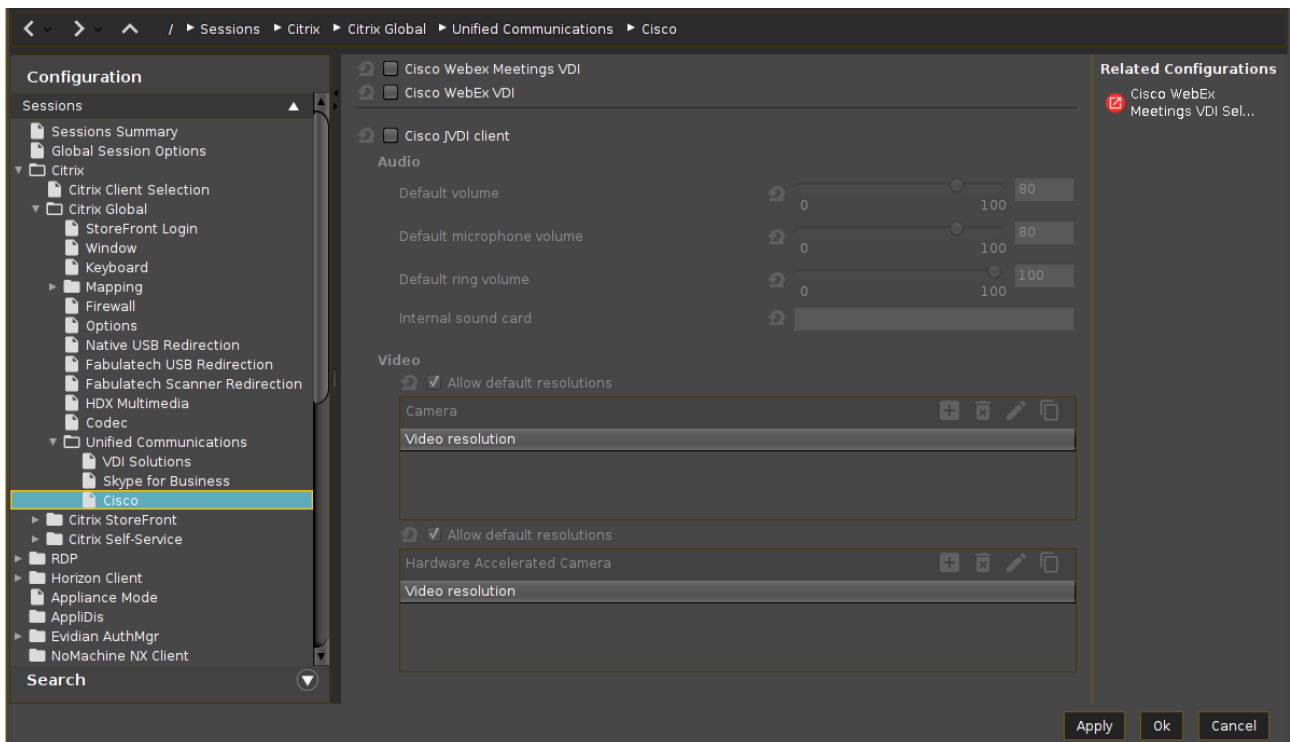 / Sessions Citrix Citrix Global Unified Communications Cisco
Configuration
Sessions
Sessions Summary
Global Session Options
Citrix
Citrix Client Selection
Citrix Global
StoreFront Login
Window
Keyboard
Mapping
Firewall
Options
Native USB Redirection
Fabulatech USB Redirection
Fabulatech Scanner Redirection
HDX Multimedia
Codec
Unified Communications
VDI Solutions
Skype for Business
Cisco
Citrix StoreFront
Citrix Self-Service
RDP
Horizon Client
Appliance Mode
AppliDis
Evidian AuthMgr
NoMachine NX Client
Search
Cisco Webex Meetings VDI
Cisco WebEx VDI
Cisco JVDI client
Audio
Default volume
0 100
80
Default microphone volume
0 100
80
Default ring volume
0 100
100
Internal sound card
Video
Allow default resolutions
Camera
Video resolution
Allow default resolutions
Hardware Accelerated Camera
Video resolution
Related Configurations
Cisco WebEx
Meetings VDI Sel...
Apply Ok Cancel